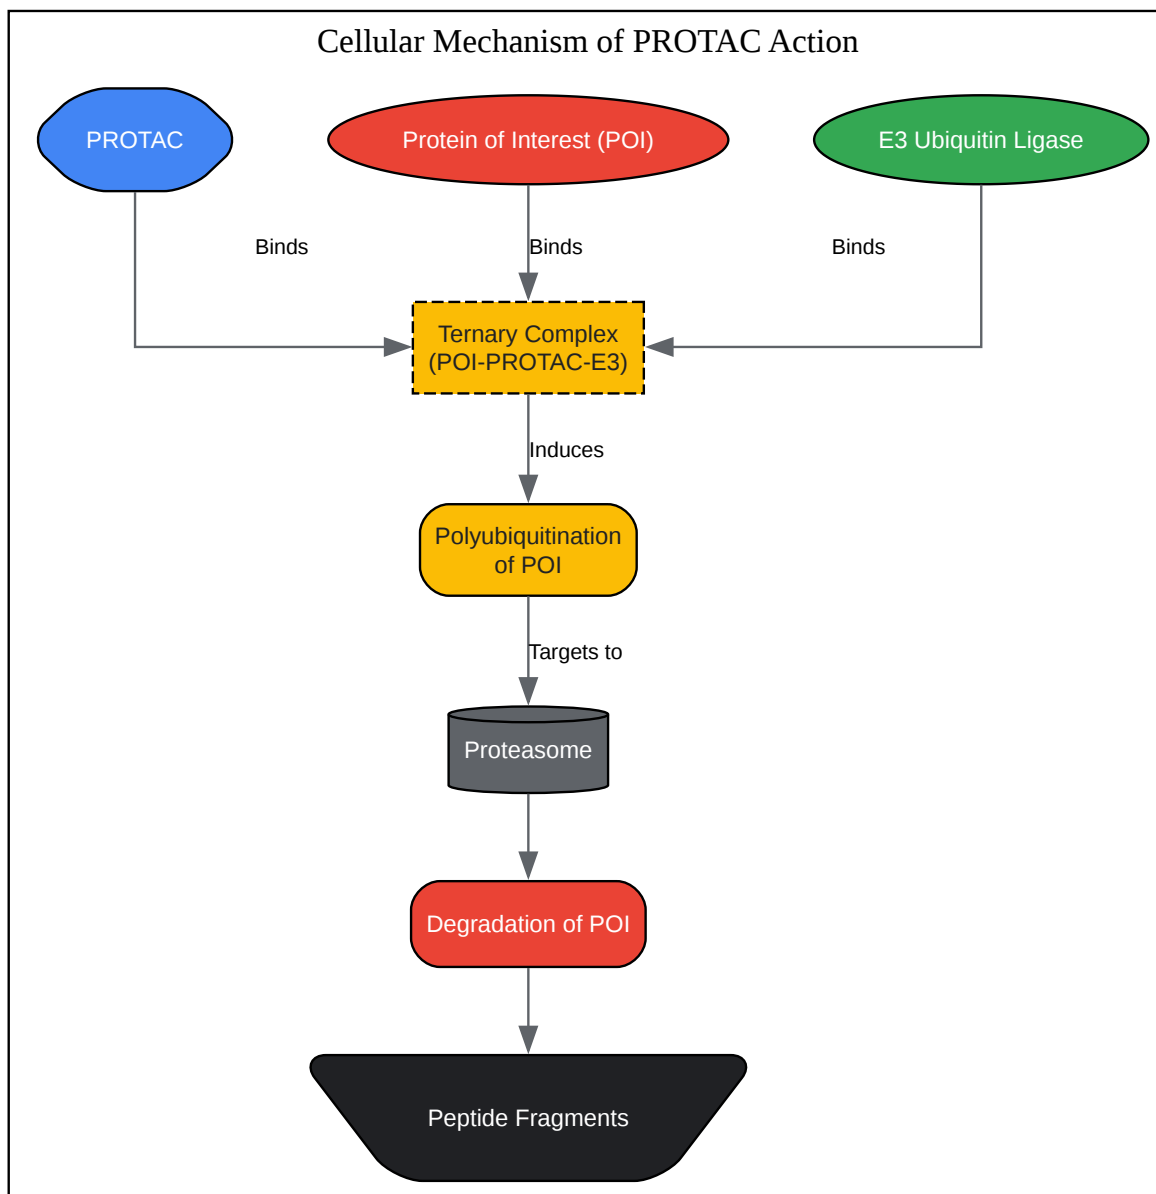 Cellular Mechanism of PROTAC Action
PROTAC
Protein of Interest (POI)
E3 Ubiquitin Ligase
Binds
Binds
Binds
Ternary Complex
(POI-PROTAC-E3)
Induces
Polyubiquitination
of POI
Targets to
Proteasome
Degradation of POI
Peptide Fragments